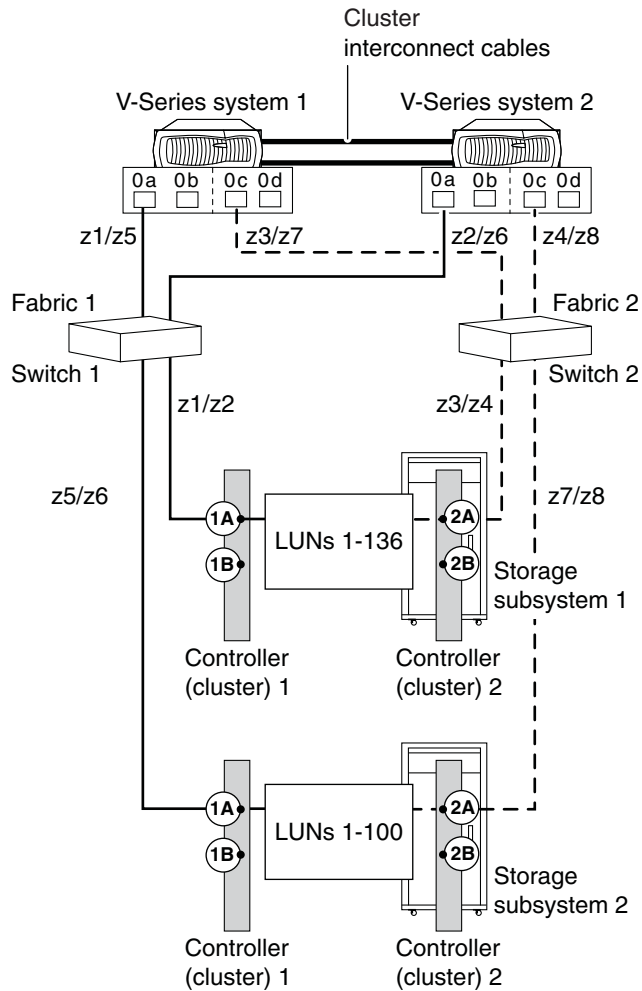 Cluster
interconnect cables
V-Series system 1
V-Series system 2
0a 0b 0c 0d
0a 0b 0c 0d
z1/z5
z3/z7
z2/z6
z4/z8
Fabric 1
Fabric 2
Switch 1
Switch 2
z1/z2
z3/z4
z5/z6
z7/z8
1A
LUNs 1-136
2A
1B
2B
Storage
subsystem 1
Controller
(cluster) 1
Controller
(cluster) 2
1A
LUNs 1-100
2A
1B
2B
Storage
subsystem 2
Controller
(cluster) 1
Controller
(cluster) 2